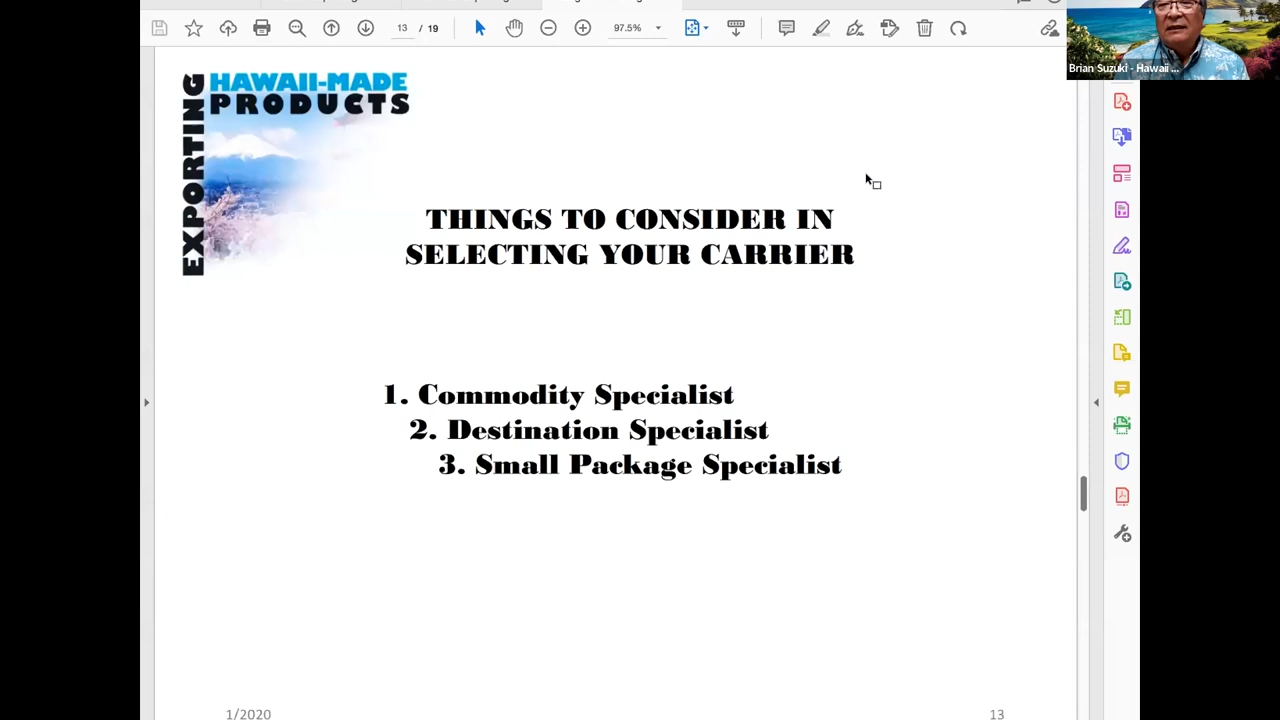 13 / 19
97.5%
Brian Suzuki - Hawaii ...
EXPORTING
HAWAII-MADE
PRODUCTS
THINGS TO CONSIDER IN
SELECTING YOUR CARRIER
1. Commodity Specialist
2. Destination Specialist
3. Small Package Specialist
1/2020
13